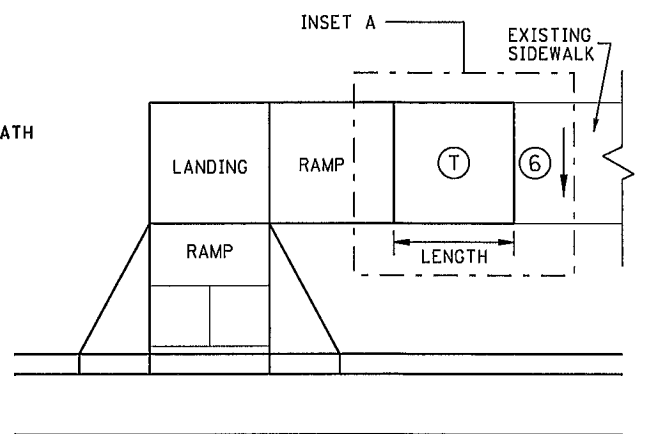 INSET A
EXISTING
SIDEWALK
ATH
LANDING
RAMP
T
6
RAMP
LENGTH